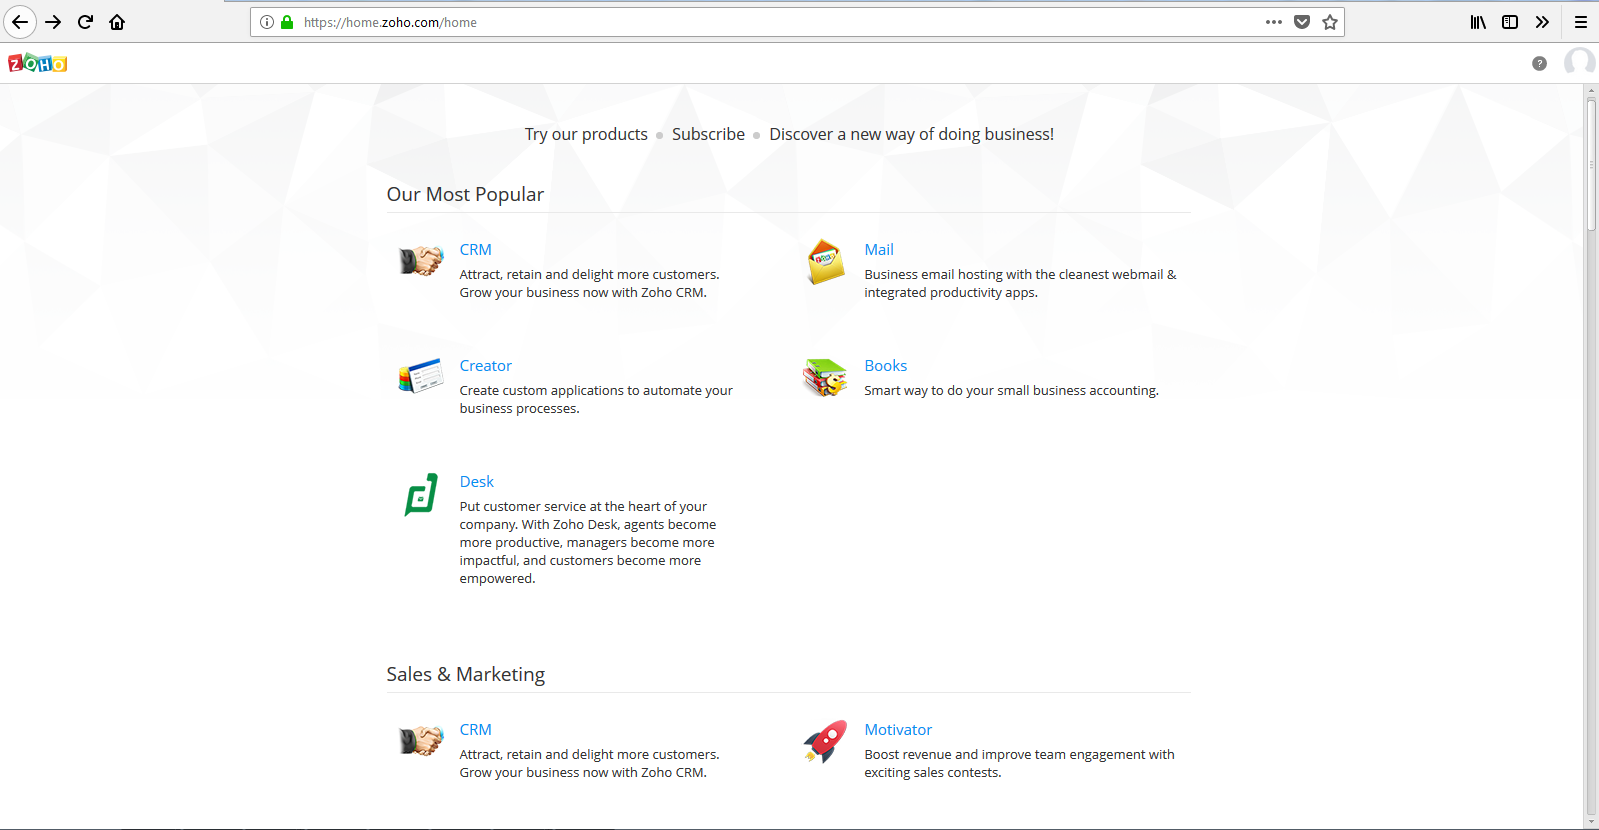 https://home.zoho.com/home
ZOHO
?
Try our products • Subscribe • Discover a new way of doing business!
Our Most Popular
CRM
Attract, retain and delight more customers.
Grow your business now with Zoho CRM.
Mail
Business email hosting with the cleanest webmail &
integrated productivity apps.
Creator
Create custom applications to automate your
business processes.
Books
Smart way to do your small business accounting.
Desk
Put customer service at the heart of your
company. With Zoho Desk, agents become
more productive, managers become more
impactful, and customers become more
empowered.
Sales & Marketing
CRM
Attract, retain and delight more customers.
Grow your business now with Zoho CRM.
Motivator
Boost revenue and improve team engagement with
exciting sales contests.